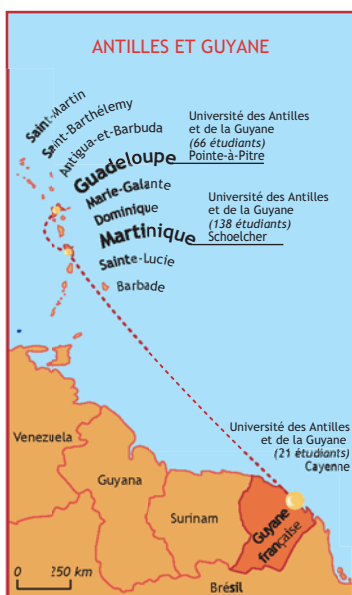 ANTILLES ET GUYANE
Saint-Martin
Saint-Barthélemy
Antigua-et-Barbuda
Guadeloupe
Université des Antilles
et de la Guyane
(66 étudiants)
Pointe-à-Pitre
Marie-Galante
Dominique
Martinique
Université des Antilles
et de la Guyane
(138 étudiants)
Schoelcher
Sainte-Lucie
Barbade
Université des Antilles
et de la Guyane
(21 étudiants)
Cayenne
Venezuela
Guyana
Surinam
Guyane
française
Brésil
0 250 km